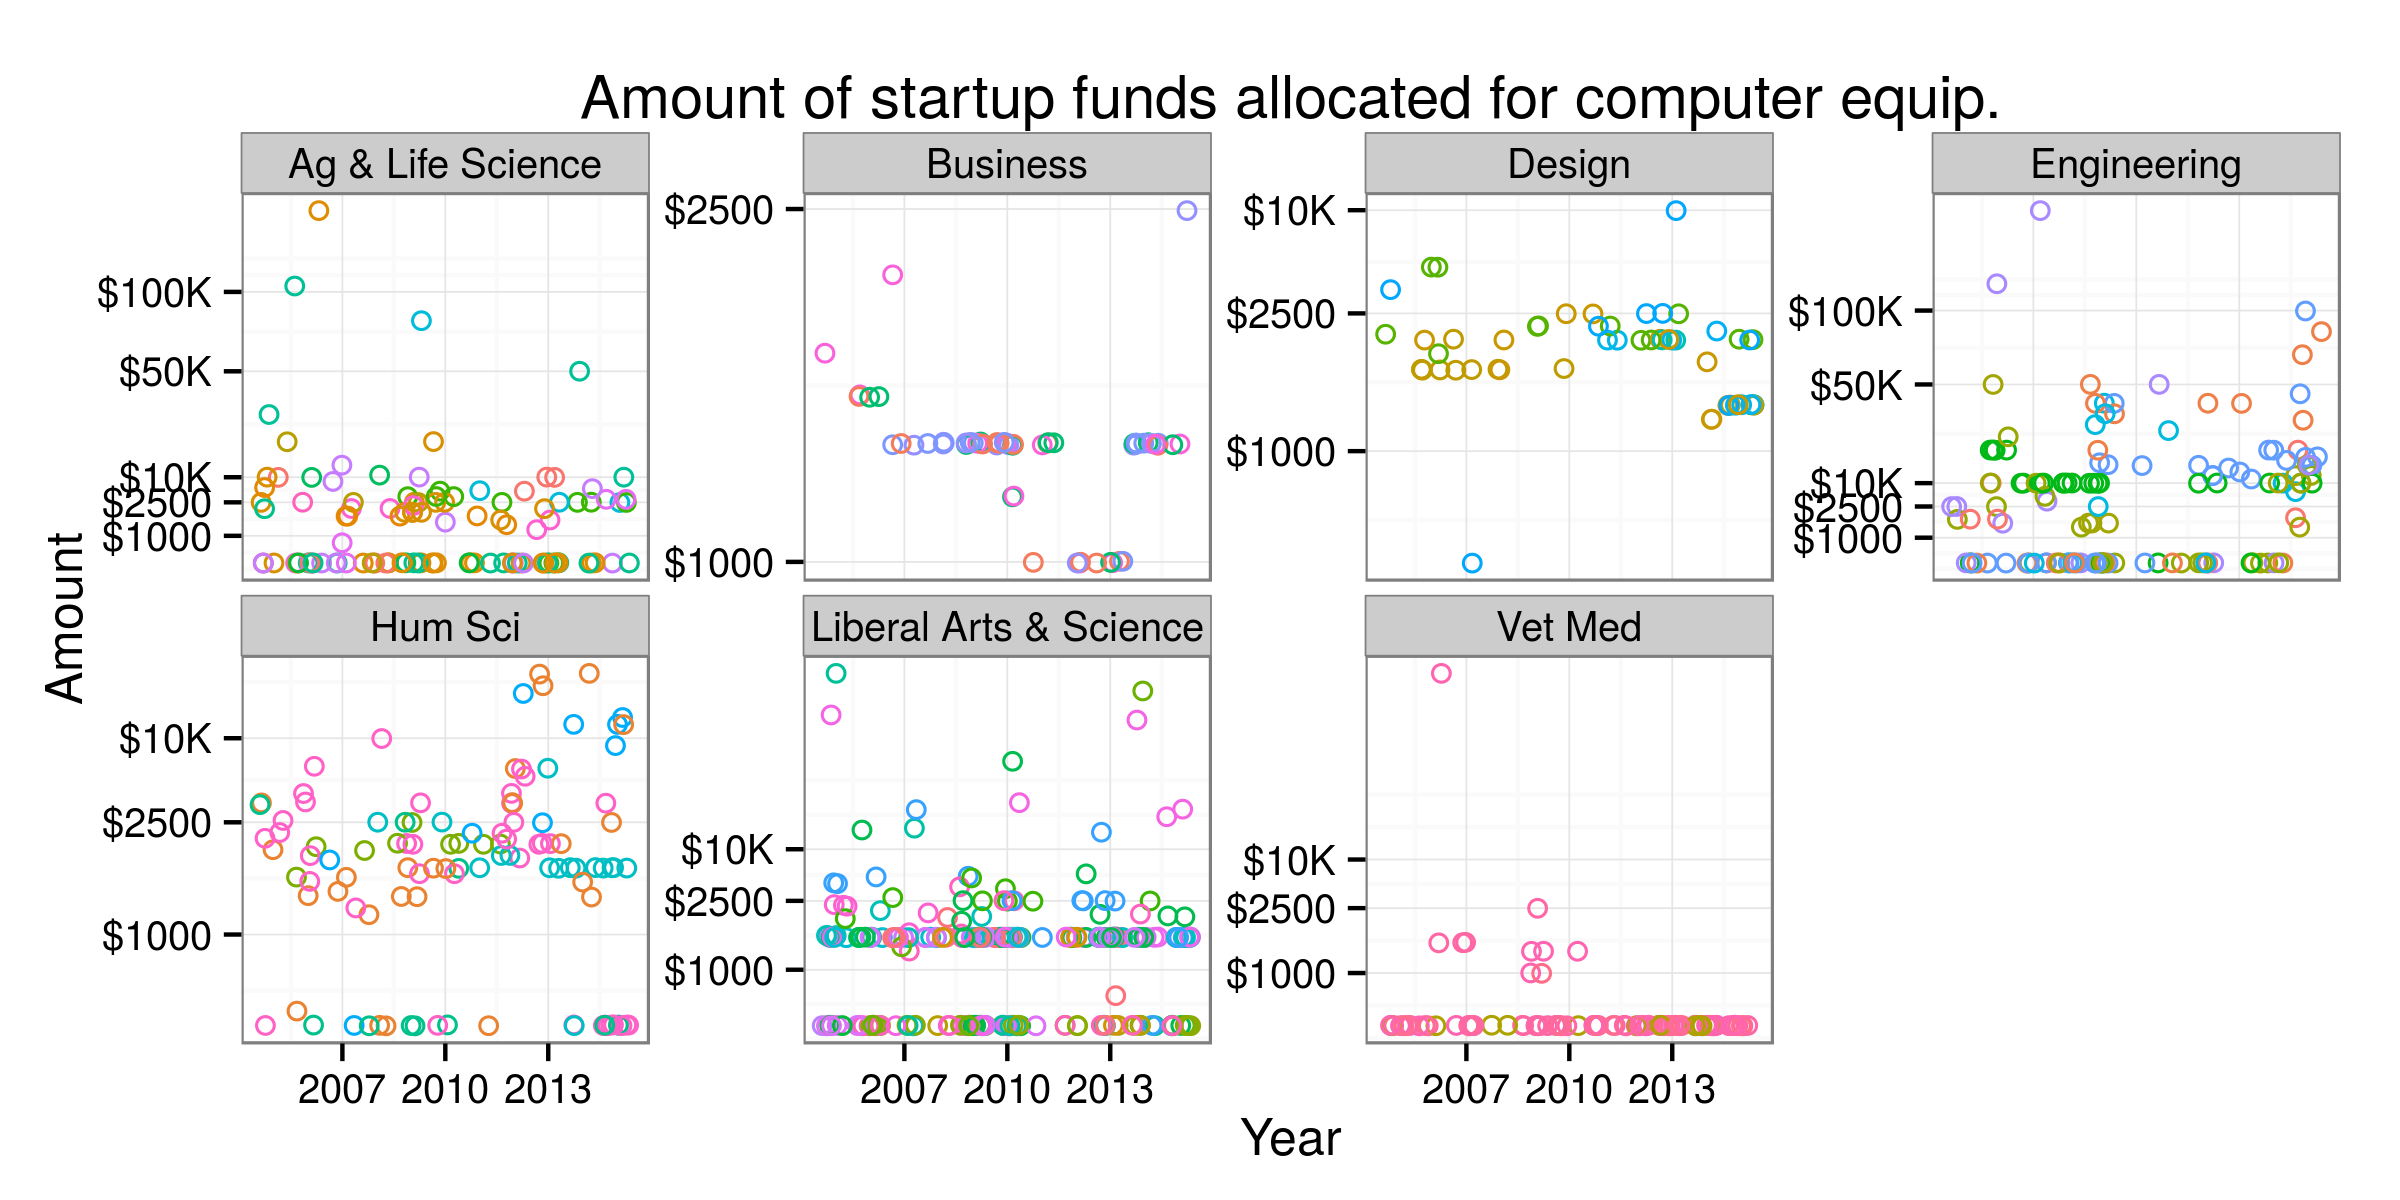 Amount of startup funds allocated for computer equip.
Ag & Life Science
Business
Design
Engineering
$100K
$50K
$10K
$2500
$1000
$2500
$1000
$10K
$2500
$1000
$100K
$50K
$10K
$2500
$1000
Amount
Hum Sci
Liberal Arts & Science
Vet Med
$10K
$2500
$1000
$10K
$2500
$1000
$10K
$2500
$1000
2007 2010 2013
2007 2010 2013
2007 2010 2013
Year